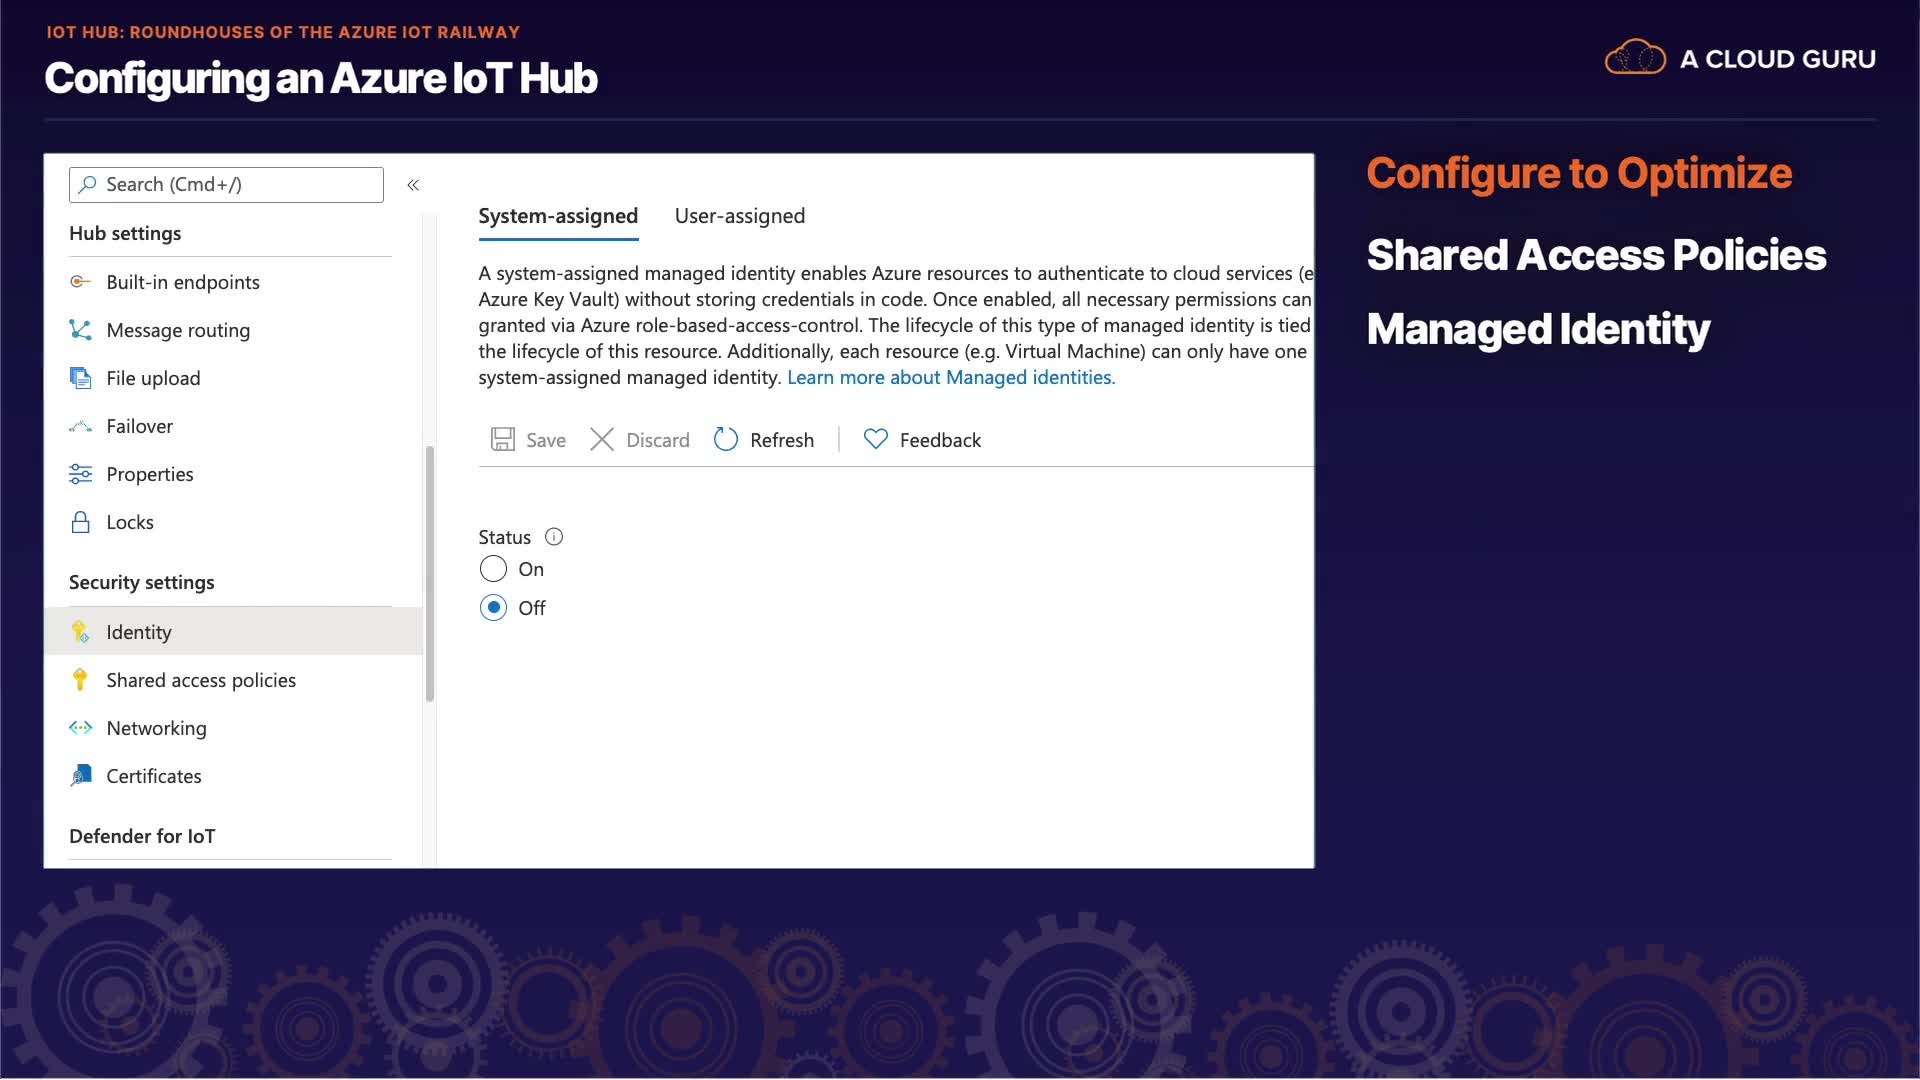 IOT HUB: ROUNDHOUSES OF THE AZURE IOT RAILWAY
Configuring an Azure IoT Hub
A CLOUD GURU
Search (Cmd+/)
Hub settings
Built-in endpoints
Message routing
File upload
Failover
Properties
Locks
Security settings
Identity
Shared access policies
Networking
Certificates
Defender for IoT
System-assigned User-assigned
A system-assigned managed identity enables Azure resources to authenticate to cloud services (e
Azure Key Vault) without storing credentials in code. Once enabled, all necessary permissions can
granted via Azure role-based-access-control. The lifecycle of this type of managed identity is tied
the lifecycle of this resource. Additionally, each resource (e.g. Virtual Machine) can only have one
system-assigned managed identity. Learn more about Managed identities.
Save Discard Refresh Feedback
Status
On
Off
Configure to Optimize
Shared Access Policies
Managed Identity